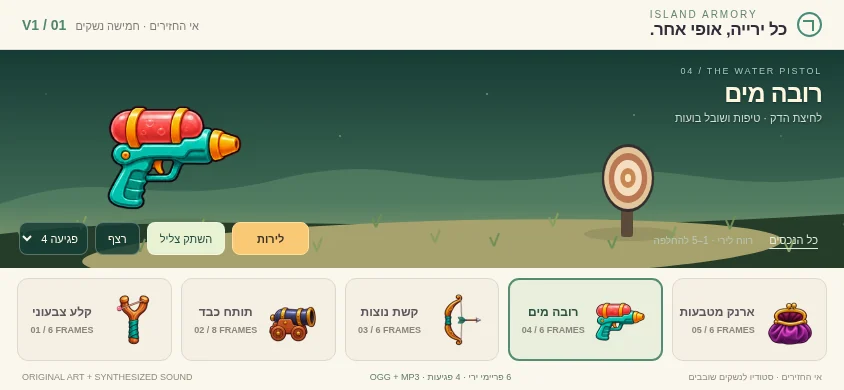 ISLAND ARMORY
כל ירייה, אופי אחר.
אי החזירים · חמישה נשקים
V1 / 01
04 / THE WATER PISTOL
רובה מים
לחיצת הדק · טיפות ושובל בועות
כל הנכסים
רווח לירי · 1–5 להחלפה
לירות
השתק צליל
רצף
פגיעה 4
ארנק מטבעות
05 / 6 FRAMES
רובה מים
04 / 6 FRAMES
קשת נוצות
03 / 6 FRAMES
תותח כבד
02 / 8 FRAMES
קלע צבעוני
01 / 6 FRAMES
אי החזירים · סטודיו לנשקים שובבים
6 פריימי ירי · 4 פגיעות · OGG + MP3
ORIGINAL ART + SYNTHESIZED SOUND